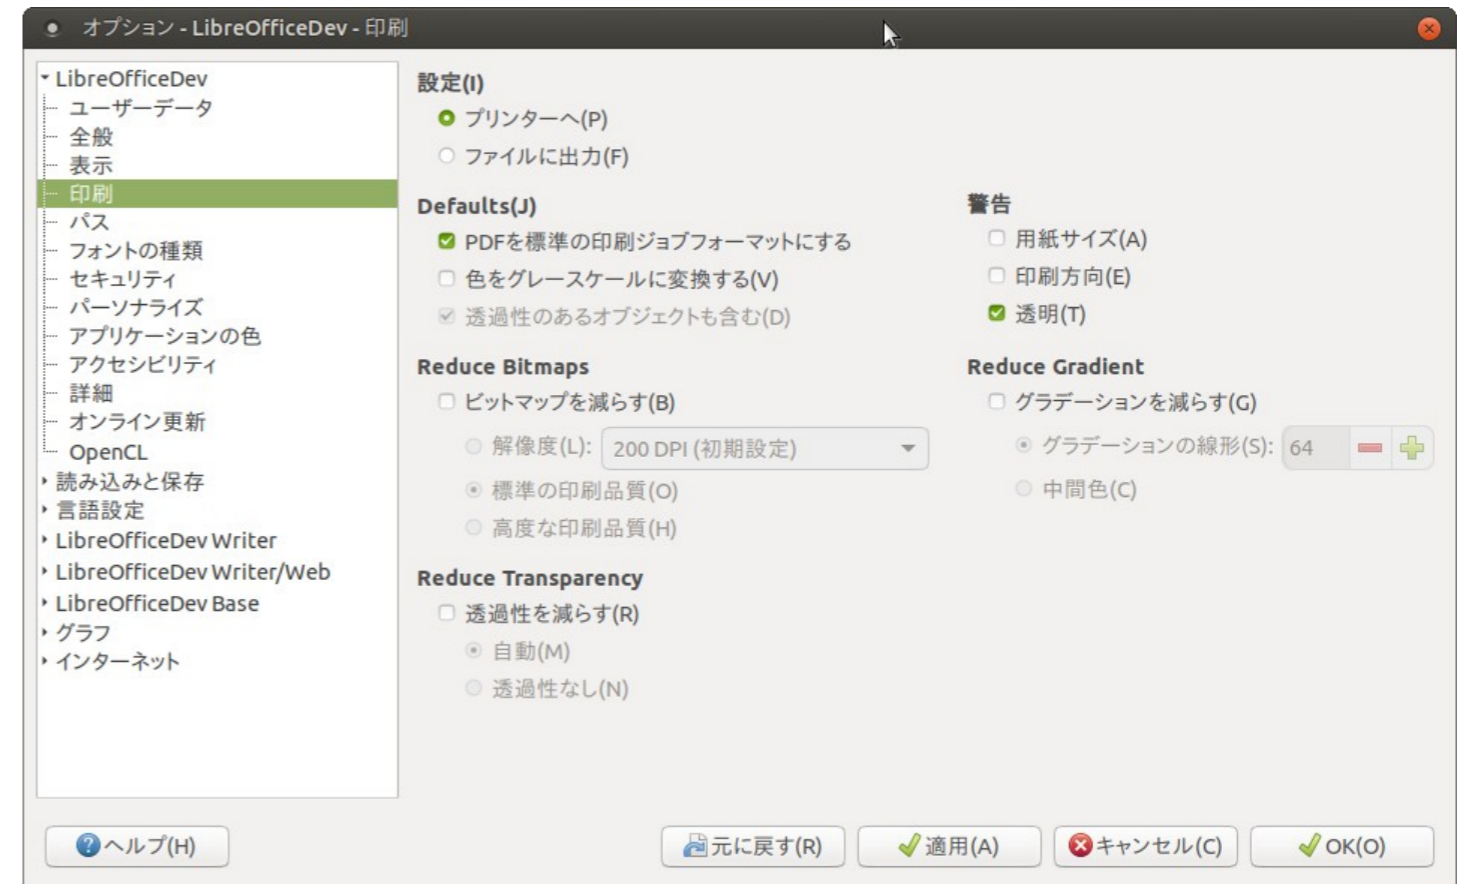 オプション - LibreOfficeDev - 印刷
LibreOfficeDev
ユーザーデータ
全般
表示
印刷
パス
フォントの種類
セキュリティ
パーソナライズ
アプリケーションの色
アクセシビリティ
詳細
オンライン更新
OpenCL
読み込みと保存
言語設定
LibreOfficeDev Writer
LibreOfficeDev Writer/Web
LibreOfficeDev Base
グラフ
インターネット
設定(I)
プリンターへ(P)
ファイルに出力(F)
Defaults(J)
PDFを標準の印刷ジョブフォーマットにする
色をグレースケールに変換する(V)
透過性のあるオブジェクトも含む(D)
警告
用紙サイズ(A)
印刷方向(E)
透明(T)
Reduce Bitmaps
ビットマップを減らす(B)
解像度(L): 200 DPI (初期設定)
標準の印刷品質(O)
高度な印刷品質(H)
Reduce Gradient
グラデーションを減らす(G)
グラデーションの線形(S): 64
中間色(C)
Reduce Transparency
透過性を減らす(R)
自動(M)
透過性なし(N)
ヘルプ(H) 元に戻す(R) 適用(A) キャンセル(C) OK(O)